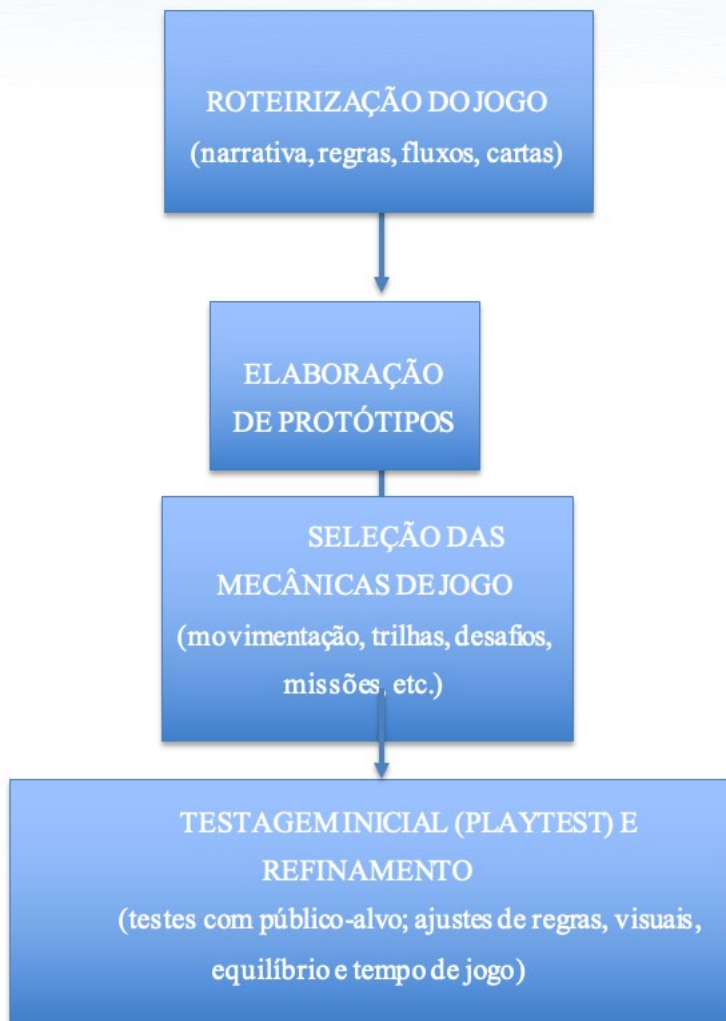 ROTEIRIZAÇÃO DO JOGO
(narrativa, regras, fluxos, cartas)
ELABORAÇÃO
DE PROTÓTIPOS
SELEÇÃO DAS
MECÂNICAS DE JOGO
(movimentação, trilhas, desafios,
missões, etc.)
TESTAGEM INICIAL (PLAYTEST) E
REFINAMENTO
(testes com público-alvo; ajustes de regras, visuais,
equilíbrio e tempo de jogo)